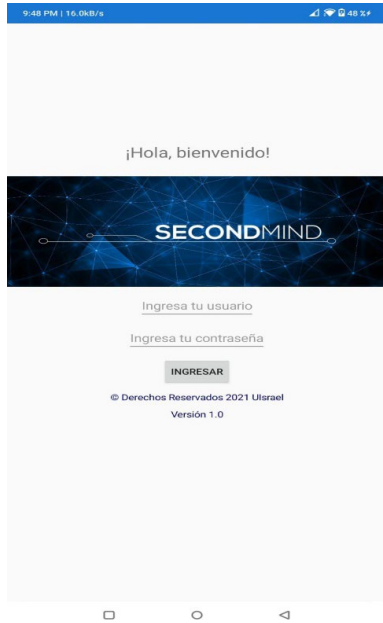 9:48 PM | 16.0kB/s 48 %
¡Hola, bienvenido!
SECONDMIND
Ingresa tu usuario
Ingresa tu contraseña
INGRESAR
© Derechos Reservados 2021 UIsrael
Versión 1.0